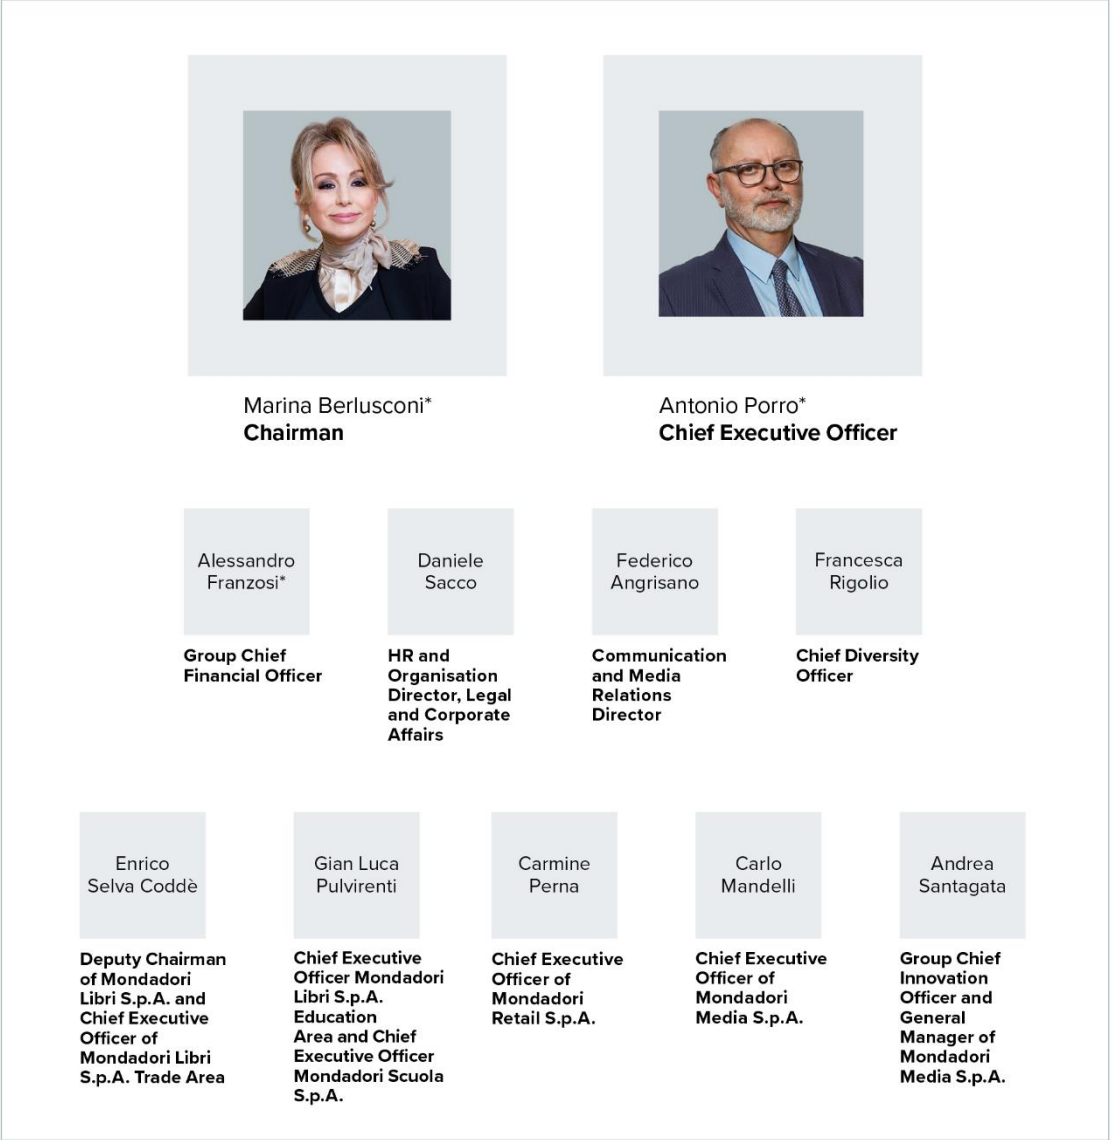 Marina Berlusconi*
Chairman
Antonio Porro*
Chief Executive Officer
Alessandro
Franzosi*
Group Chief
Financial Officer
Daniele
Sacco
HR and
Organisation
Director, Legal
and Corporate
Affairs
Federico
Angrisano
Communication
and Media
Relations
Director
Francesca
Rigolio
Chief Diversity
Officer
Enrico
Selva Coddè
Deputy Chairman
of Mondadori
Libri S.p.A. and
Chief Executive
Officer of
Mondadori Libri
S.p.A. Trade Area
Gian Luca
Pulvirenti
Chief Executive
Officer Mondadori
Libri S.p.A.
Education
Area and Chief
Executive Officer
Mondadori Scuola
S.p.A.
Carmine
Perna
Chief Executive
Officer of
Mondadori
Retail S.p.A.
Carlo
Mandelli
Chief Executive
Officer of
Mondadori
Media S.p.A.
Andrea
Santagata
Group Chief
Innovation
Officer and
General
Manager of
Mondadori
Media S.p.A.